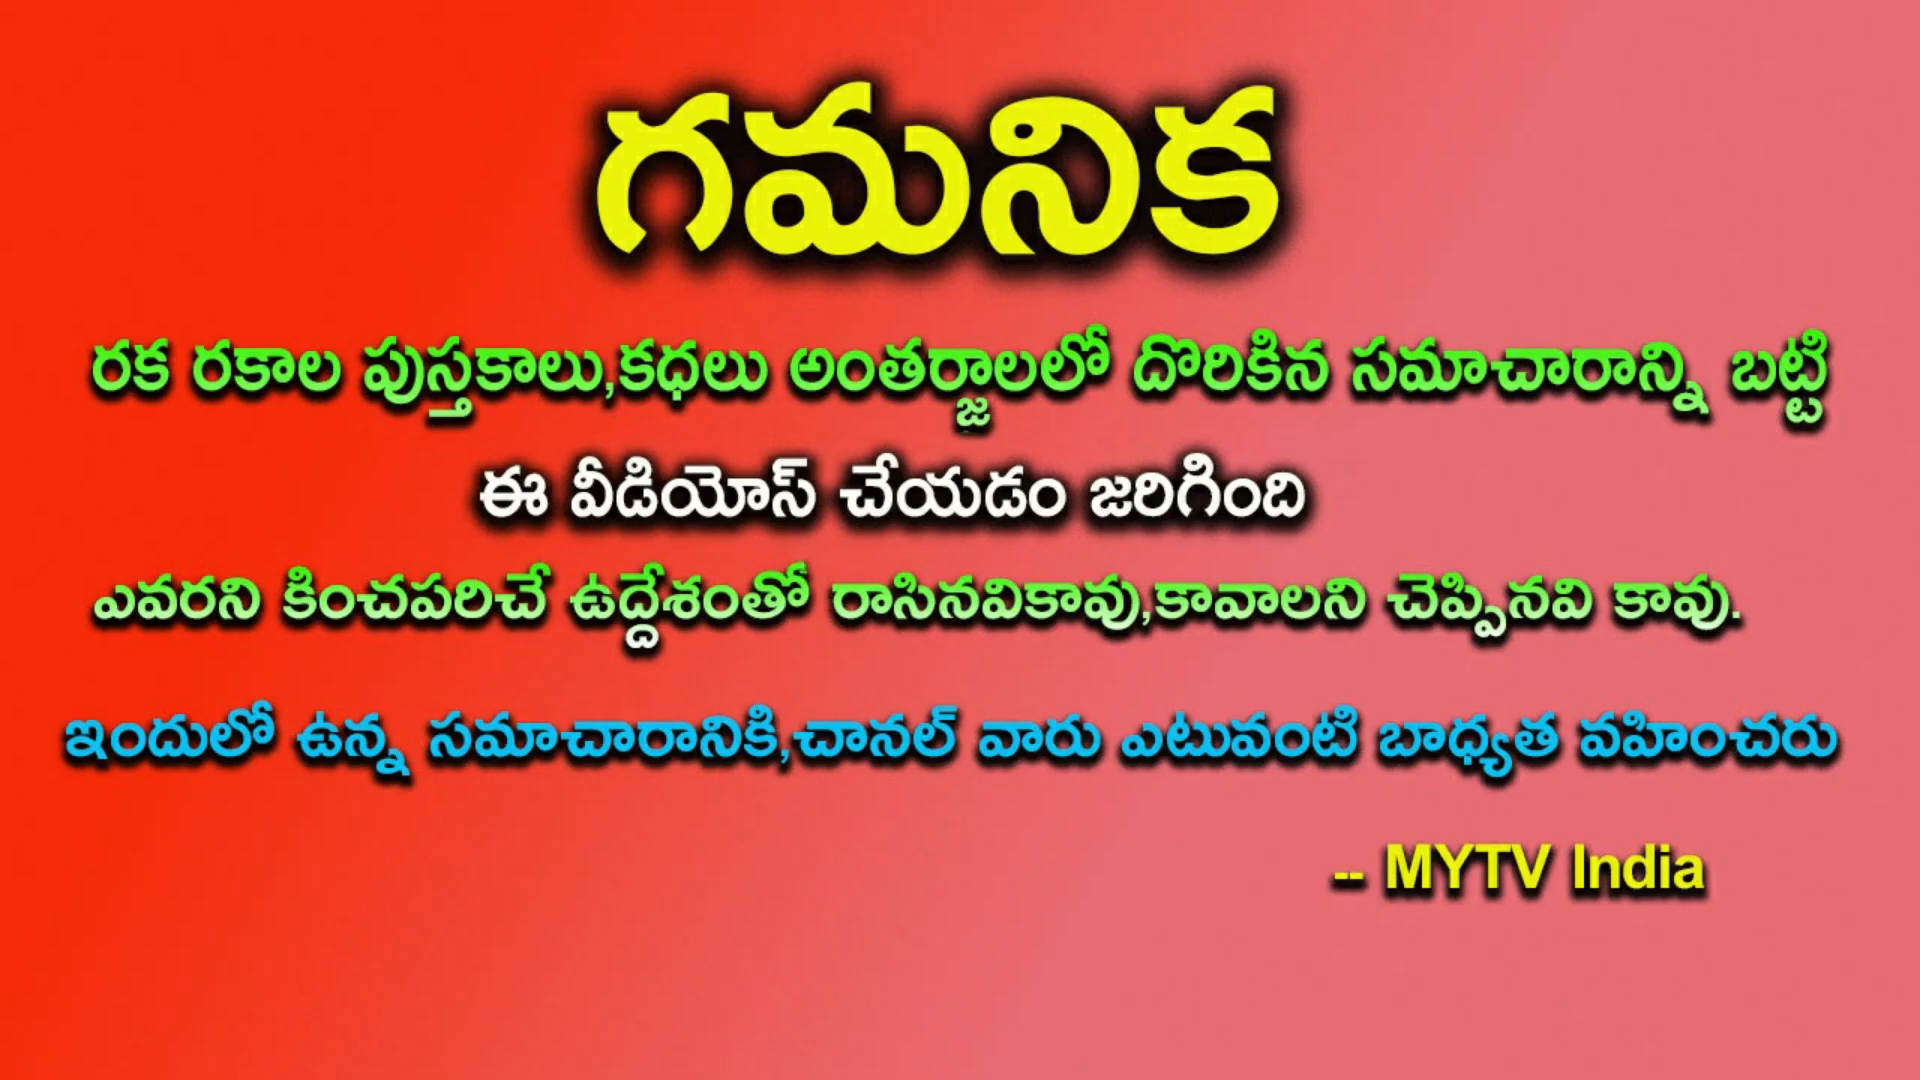 గమనిక
రక రకాల పుస్తకాలు,కధలు అంతర్జాలలో దొరికిన సమాచారాన్ని బట్టి
ఈ వీడియోస్ చేయడం జరిగింది
ఎవరని కించపరిచే ఉద్దేశంతో రాసినవికావు,కావాలని చెప్పినవి కావు.
ఇందులో ఉన్న సమాచారానికి,చానల్ వారు ఎటువంటి బాధ్యత వహించరు
-- MYTV India